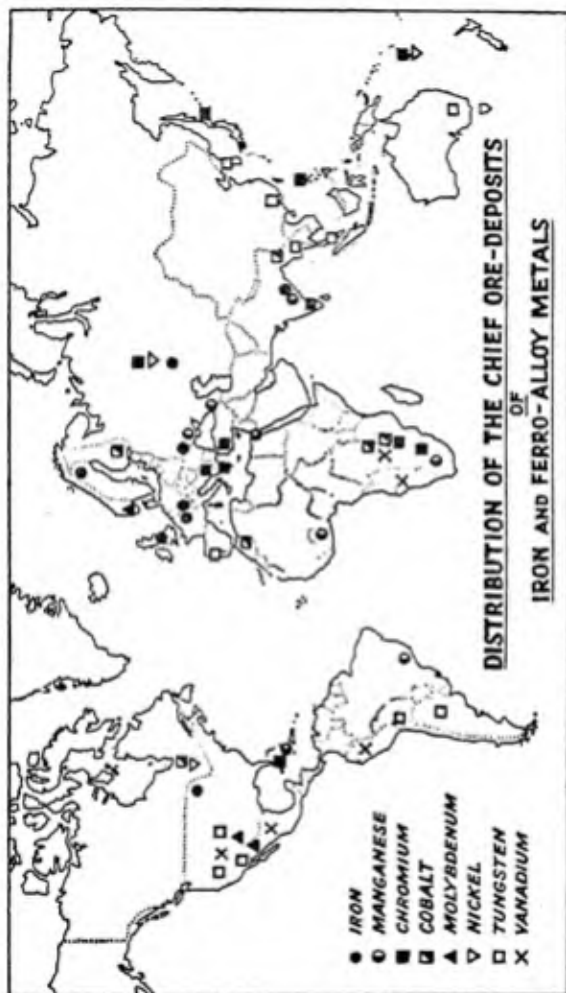 DISTRIBUTION OF THE CHIEF ORE-DEPOSITS
OF
IRON AND FERRO-ALLOY METALS
IRON
MANGANESE
CHROMIUM
COBALT
MOLYBDENUM
NICKEL
TUNGSTEN
VANADIUM